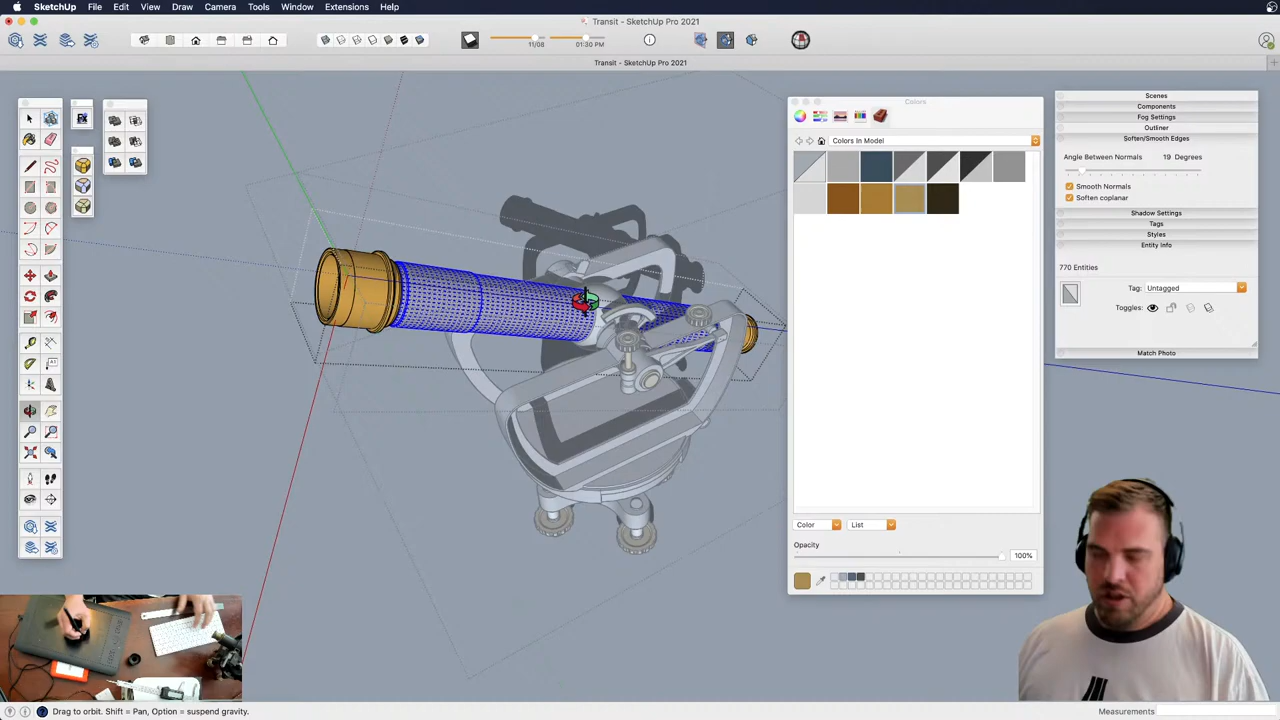 SketchUp File Edit View Draw Camera Tools Window Extensions Help
Transit - SketchUp Pro 2021
11/08 01:30 PM
Transit - SketchUp Pro 2021
Colors
Colors In Model
Color List
Opacity
100%
Scenes
Components
Fog Settings
Outliner
Soften/Smooth Edges
Angle Between Normals 19 Degrees
Smooth Normals
Soften coplanar
Shadow Settings
Tags
Styles
Entity Info
770 Entities
Tag: Untagged
Toggles:
Match Photo
Drag to orbit. Shift = Pan, Option = suspend gravity.
Measurements